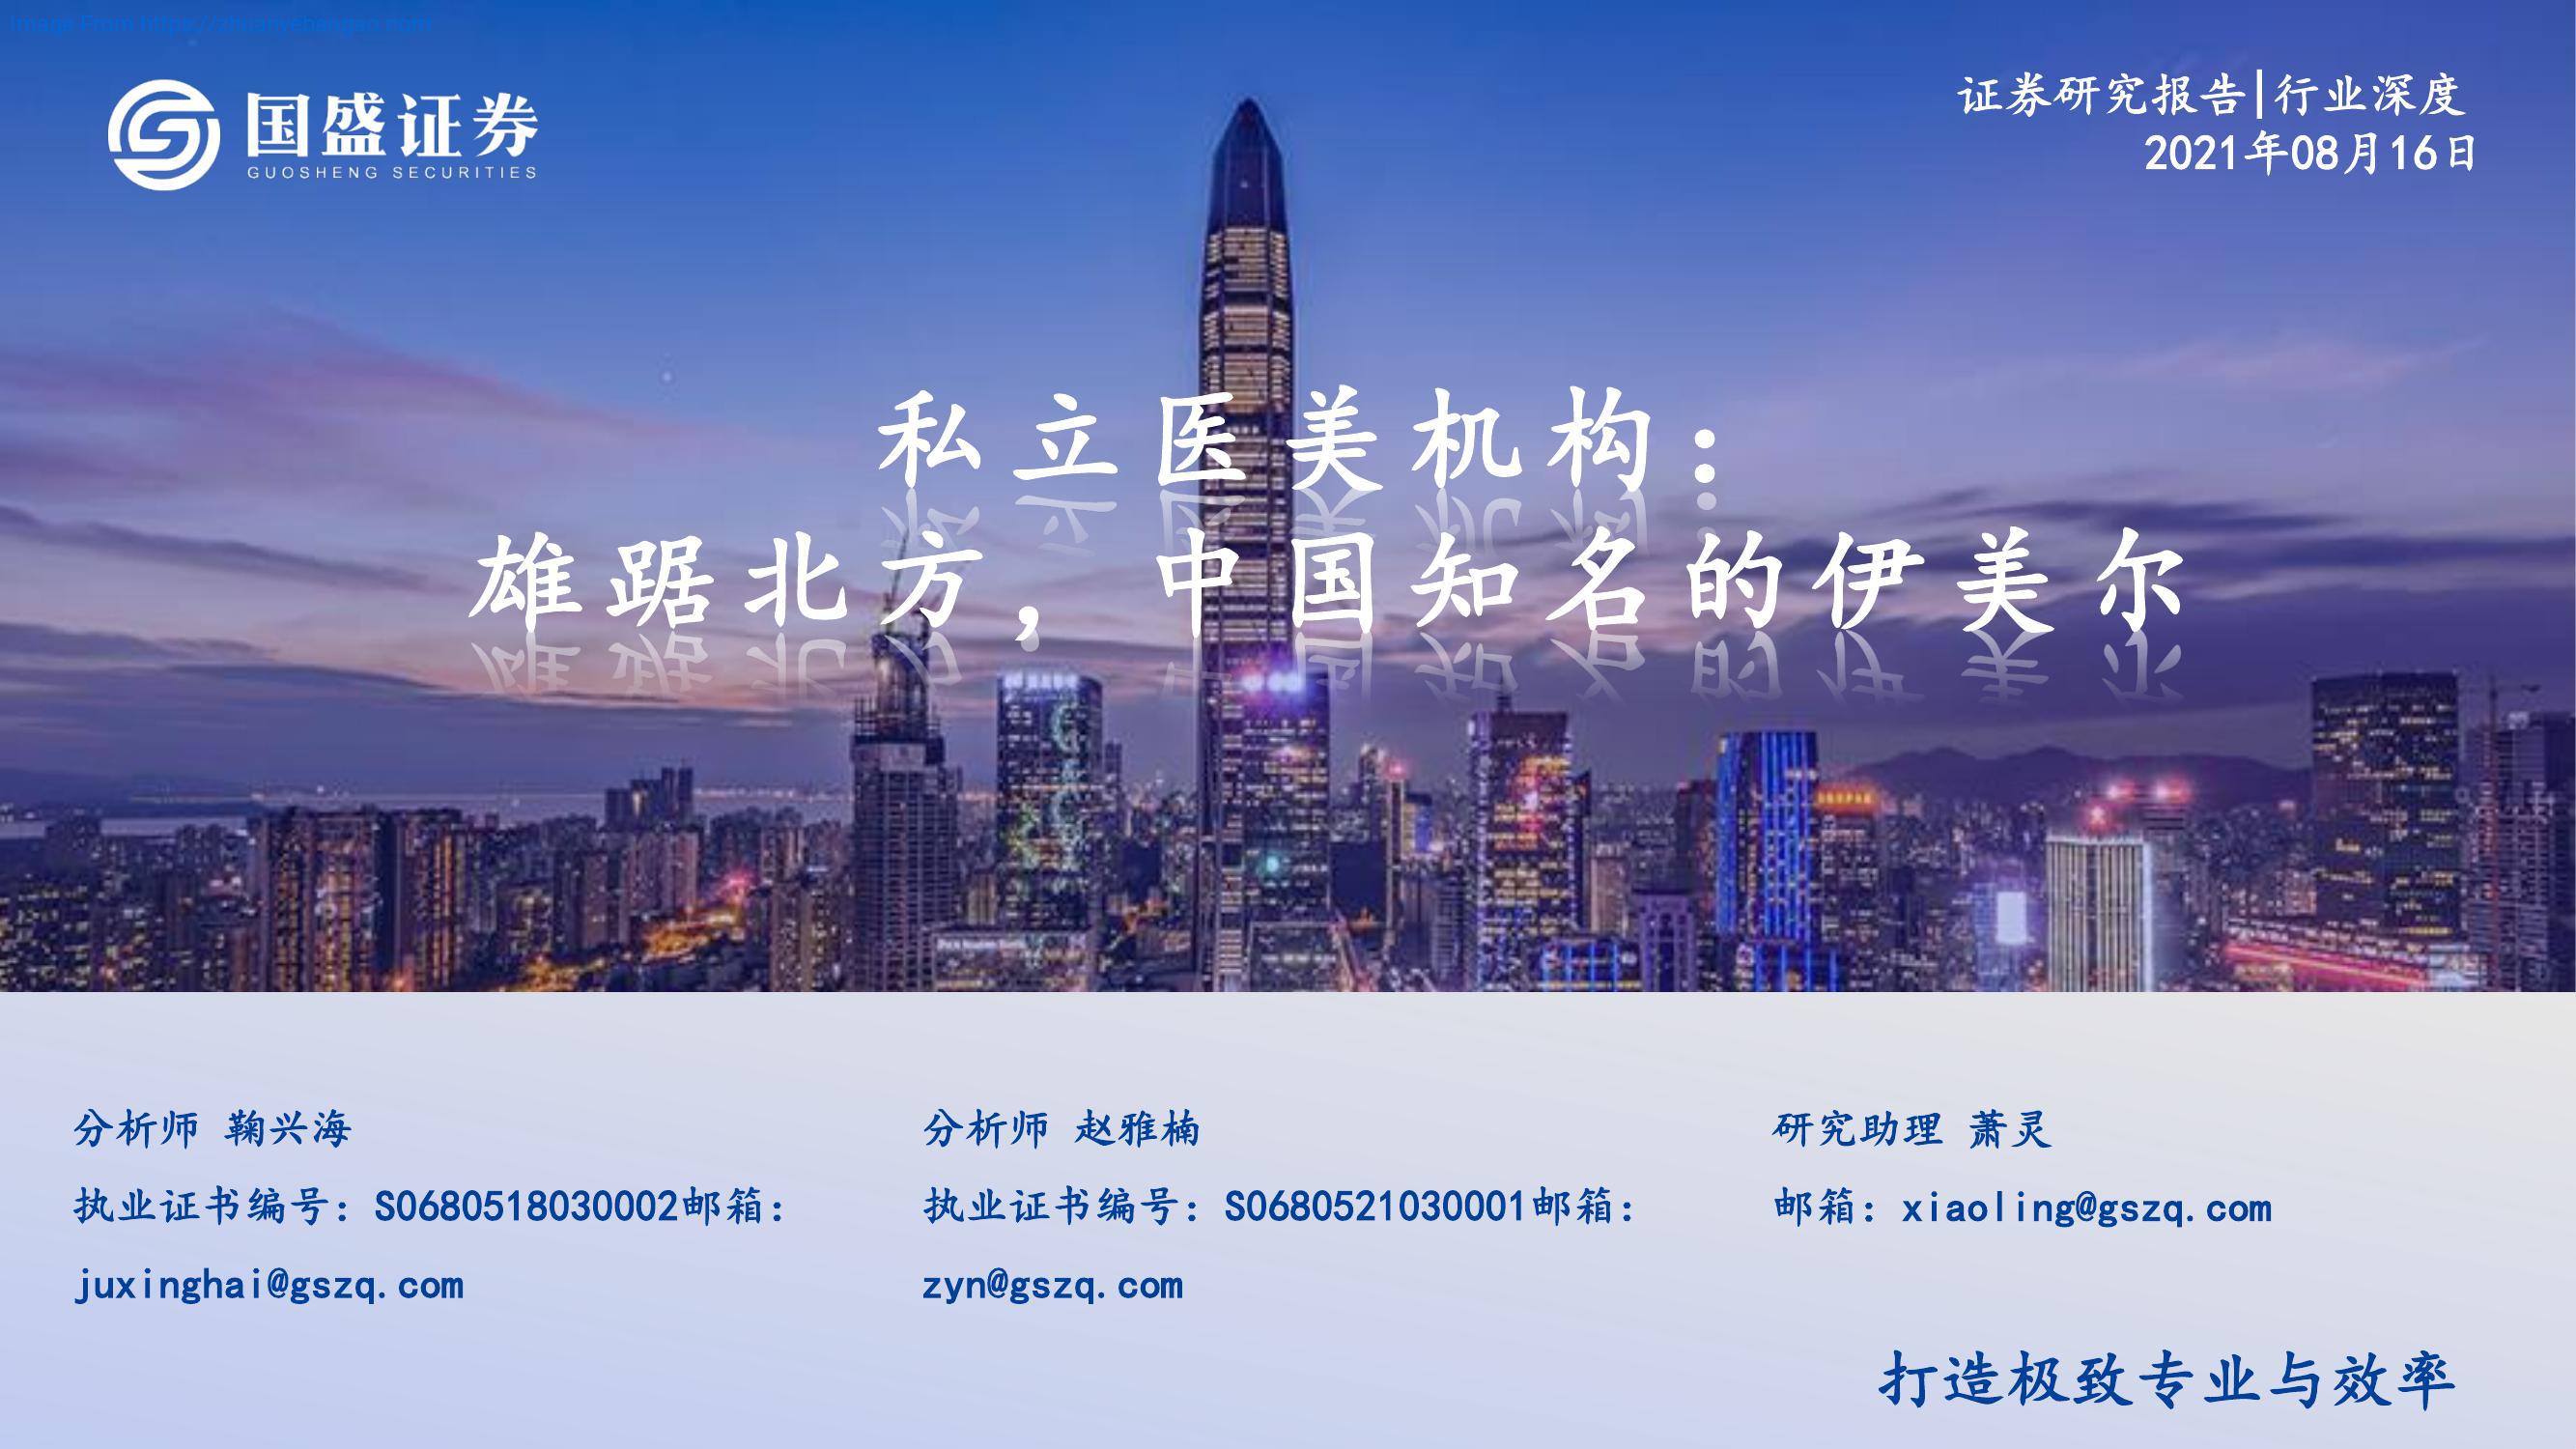 Image From https://zhuanyebangao.com
国盛证券
GUOSHENG SECURITIES
证券研究报告|行业深度
2021年08月16日
私立医美机构：
雄踞北方，中国知名的伊美尔
分析师 鞠兴海
执业证书编号：S0680518030002邮箱：
juxinghai@gszq.com
分析师 赵雅楠
执业证书编号：S0680521030001邮箱：
zyn@gszq.com
研究助理 萧灵
邮箱：xiaoling@gszq.com
打造极致专业与效率